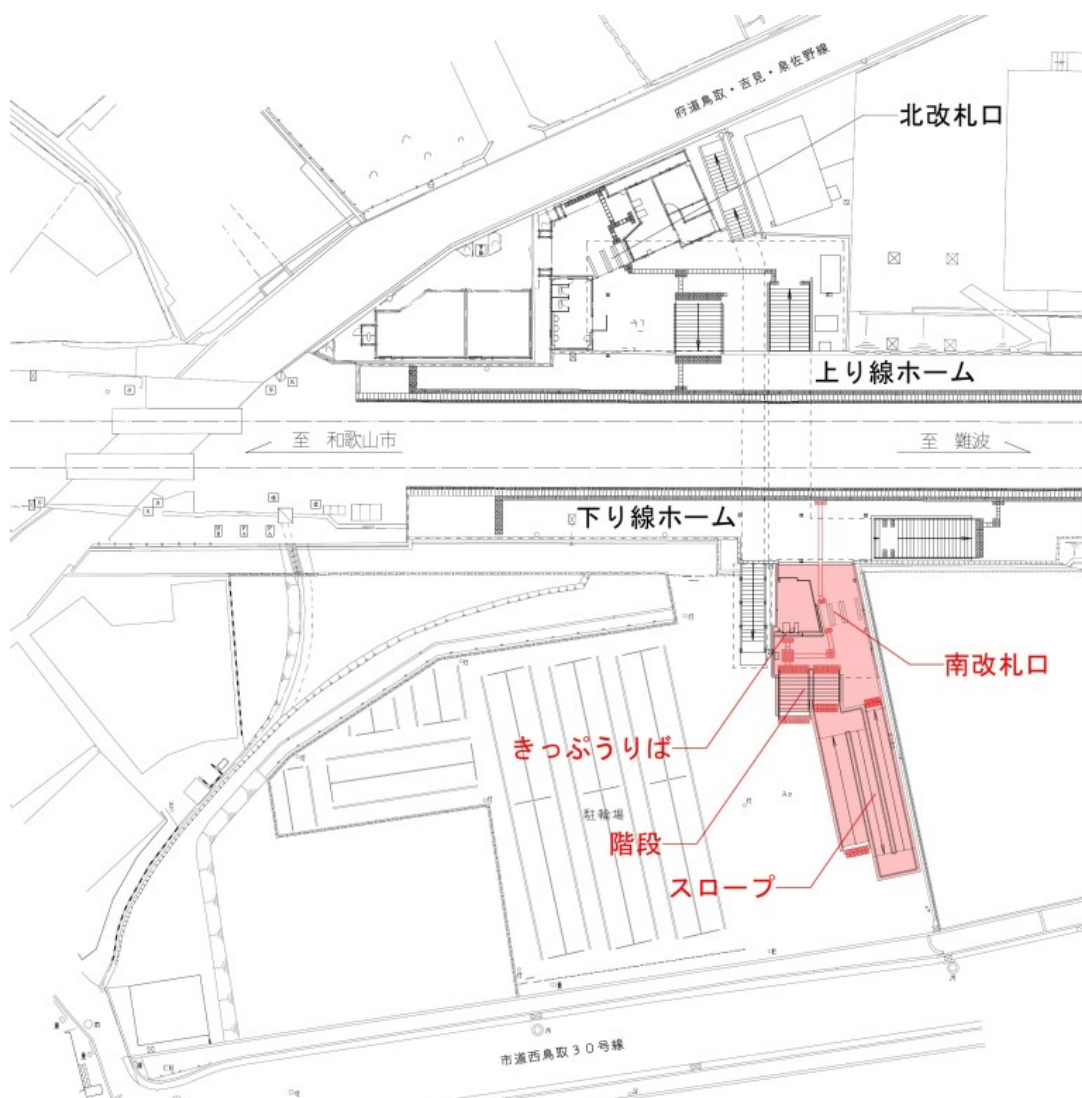 府道鳥取・吉見・泉佐野線
北改札口
上り線ホーム
至 和歌山市
至 難波
下り線ホーム
南改札口
きっぷうりば
駐輪場
階段
スロープ
市道西鳥取30号線